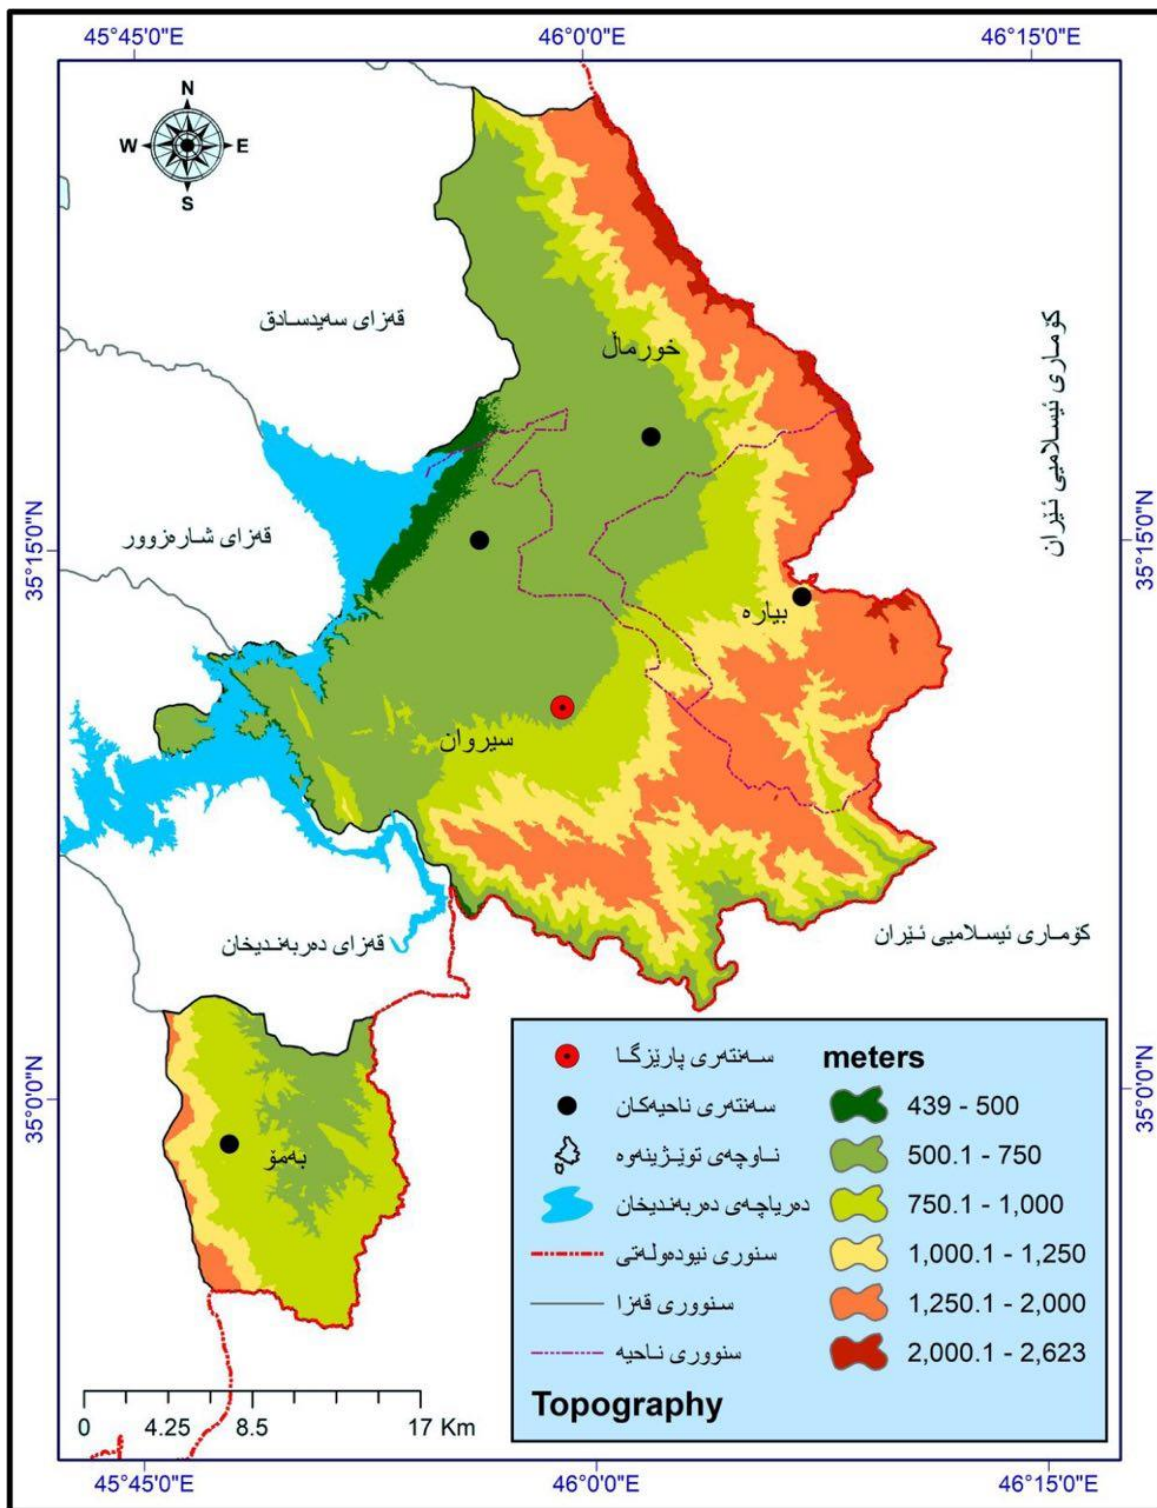 45°45'0"E
46°0'0"E
46°15'0"E
N
W
E
S
قەزای سەیدسادق
خورماڵ
کۆماری ئیسلامیی ئێران
35°15'0"N
35°15'0"N
قەزای شارەزوور
بیارە
سیروان
قەزای دەربەندیخان
کۆماری ئیسلامیی ئێران
35°0'0"N
35°0'0"N
بەمۆ
سەنتەری پارێزگا
سەنتەری ناحیەکان
ناوچەی توێژینەوە
دەریاچەی دەربەندیخان
سنوری نیودەولەتی
سنووری قەزا
سنووری ناحیە
meters
439 - 500
500.1 - 750
750.1 - 1,000
1,000.1 - 1,250
1,250.1 - 2,000
2,000.1 - 2,623
Topography
0 4.25 8.5 17 Km
45°45'0"E
46°0'0"E
46°15'0"E